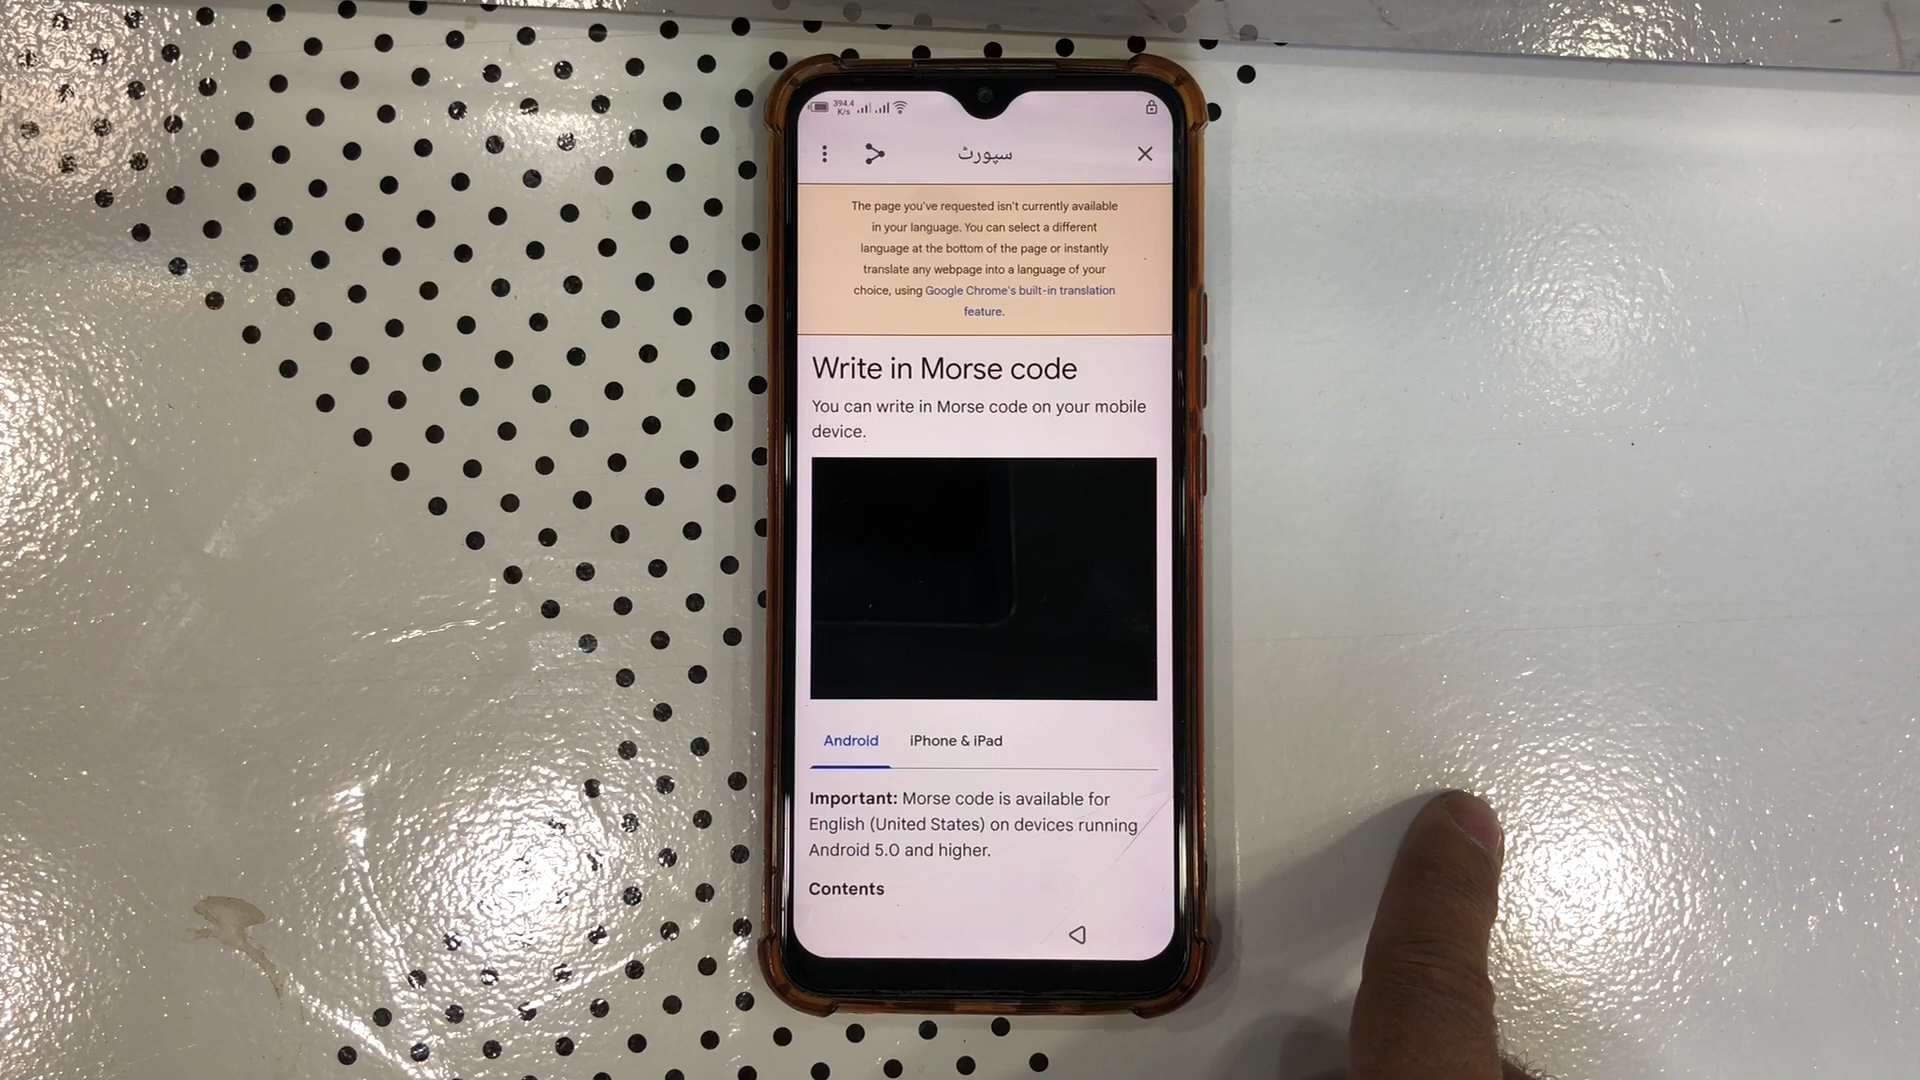 394.4
K/s
سپورٹ
The page you've requested isn't currently available
in your language. You can select a different
language at the bottom of the page or instantly
translate any webpage into a language of your
choice, using Google Chrome's built-in translation
feature.
Write in Morse code
You can write in Morse code on your mobile
device.
Android iPhone & iPad
Important: Morse code is available for
English (United States) on devices running
Android 5.0 and higher.
Contents